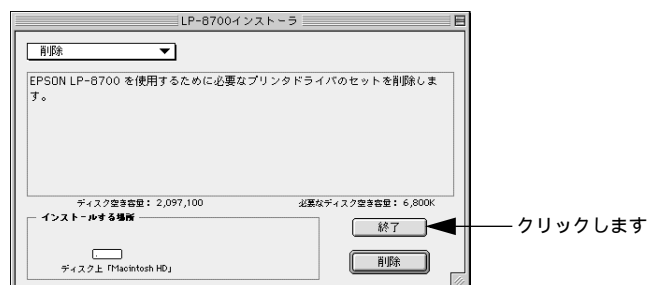 LP-8700インストーラ
削除
EPSON LP-8700 を使用するために必要なプリンタドライバのセットを削除しま
す。
ディスク空き容量： 2,097,100
必要なディスク空き容量： 6,800K
インストールする場所
終了
クリックします
ディスク上「Macintosh HD」
削除